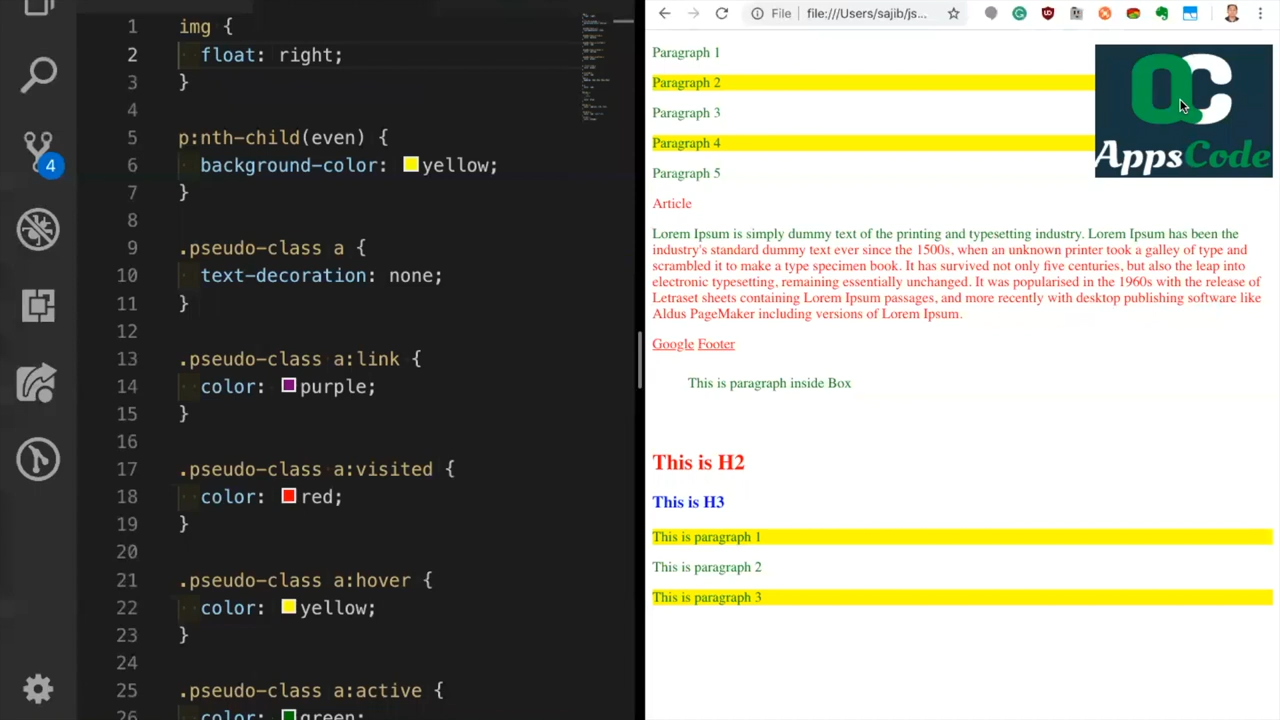 1 img {
2 float: right;
3 }
5 p:nth-child(even) {
6 background-color: yellow;
7 }
8
9 .pseudo-class a {
10 text-decoration: none;
11 }
12
13 .pseudo-class a:link {
14 color: purple;
15 }
16
17 .pseudo-class a:visited {
18 color: red;
19 }
20
21 .pseudo-class a:hover {
22 color: yellow;
23 }
24
25 .pseudo-class a:active {
26 color: green;
4
File file:///Users/sajib/js...
Paragraph 1
Paragraph 2
Paragraph 3
Paragraph 4
Paragraph 5
AppsCode
Article
Lorem Ipsum is simply dummy text of the printing and typesetting industry. Lorem Ipsum has been the
industry's standard dummy text ever since the 1500s, when an unknown printer took a galley of type and
scrambled it to make a type specimen book. It has survived not only five centuries, but also the leap into
electronic typesetting, remaining essentially unchanged. It was popularised in the 1960s with the release of
Letraset sheets containing Lorem Ipsum passages, and more recently with desktop publishing software like
Aldus PageMaker including versions of Lorem Ipsum.
Google Footer
This is paragraph inside Box
This is H2
This is H3
This is paragraph 1
This is paragraph 2
This is paragraph 3